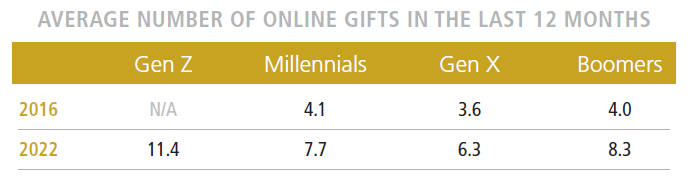 AVERAGE NUMBER OF ONLINE GIFTS IN THE LAST 12 MONTHS
Gen Z Millennials Gen X Boomers
2016 N/A 4.1 3.6 4.0
2022 11.4 7.7 6.3 8.3